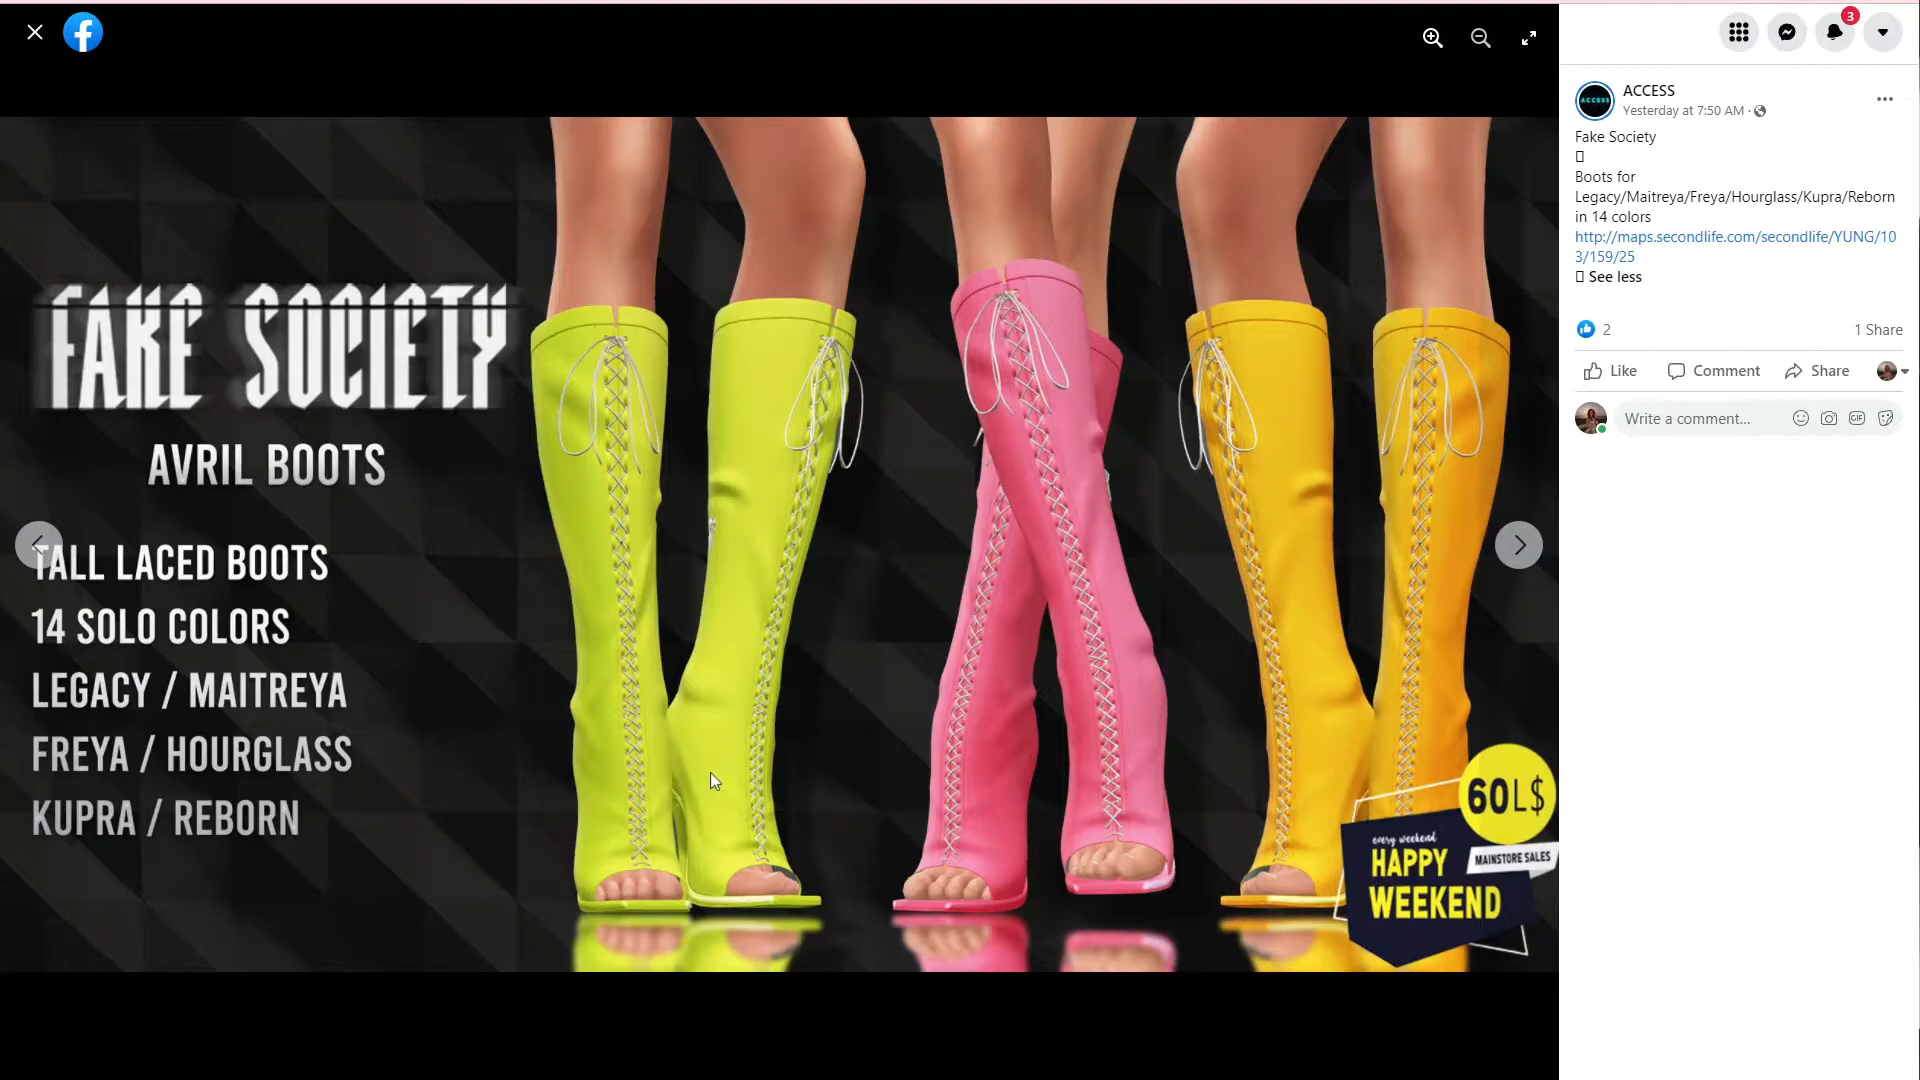 3
ACCESS
ACCESS
Yesterday at 7:50 AM ·
Fake Society
Boots for
Legacy/Maitreya/Freya/Hourglass/Kupra/Reborn
in 14 colors
http://maps.secondlife.com/secondlife/YUNG/10
3/159/25
See less
2
1 Share
Like
Comment
Share
Write a comment...
GIF
FAKE SOCIETY
AVRIL BOOTS
TALL LACED BOOTS
14 SOLO COLORS
LEGACY / MAITREYA
FREYA / HOURGLASS
KUPRA / REBORN
60L$
every weekend
HAPPY
WEEKEND
MAINSTORE SALES